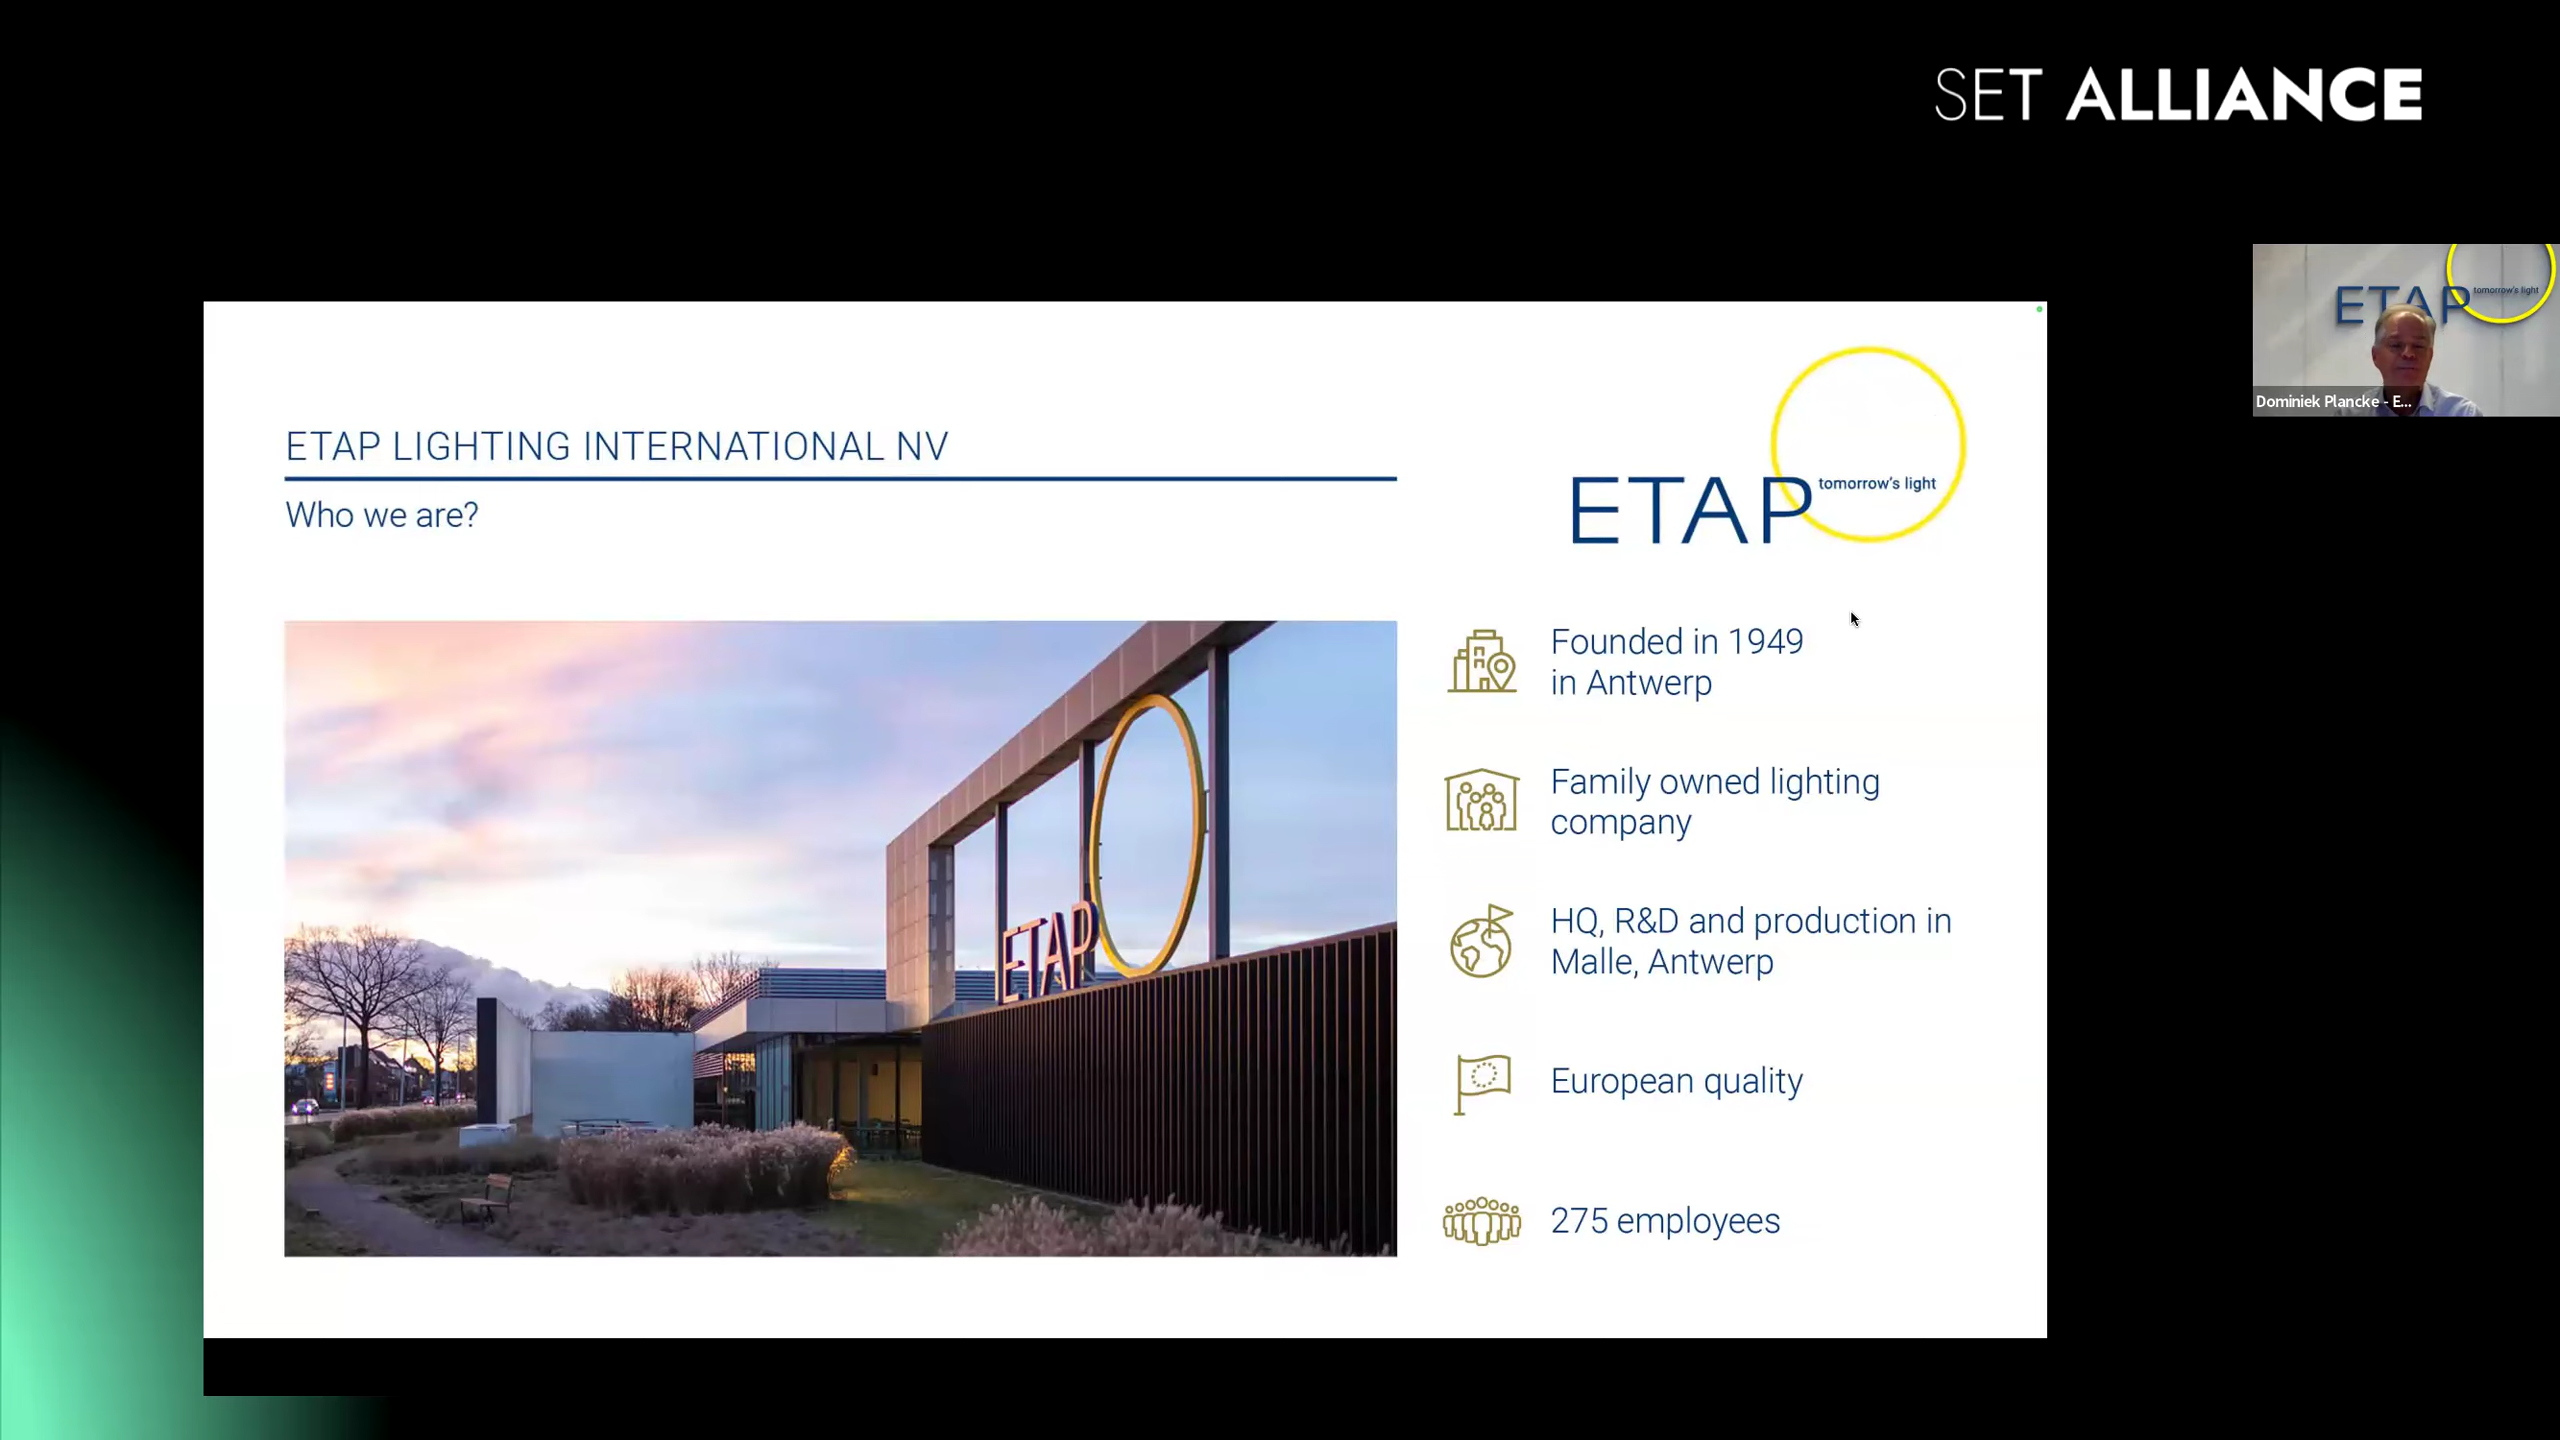 SET ALLIANCE
ETAP tomorrow's light
Dominiek Plancke - E...
ETAP LIGHTING INTERNATIONAL NV
Who we are?
ETAP tomorrow's light
ETAP
Founded in 1949
in Antwerp
Family owned lighting
company
HQ, R&D and production in
Malle, Antwerp
European quality
275 employees